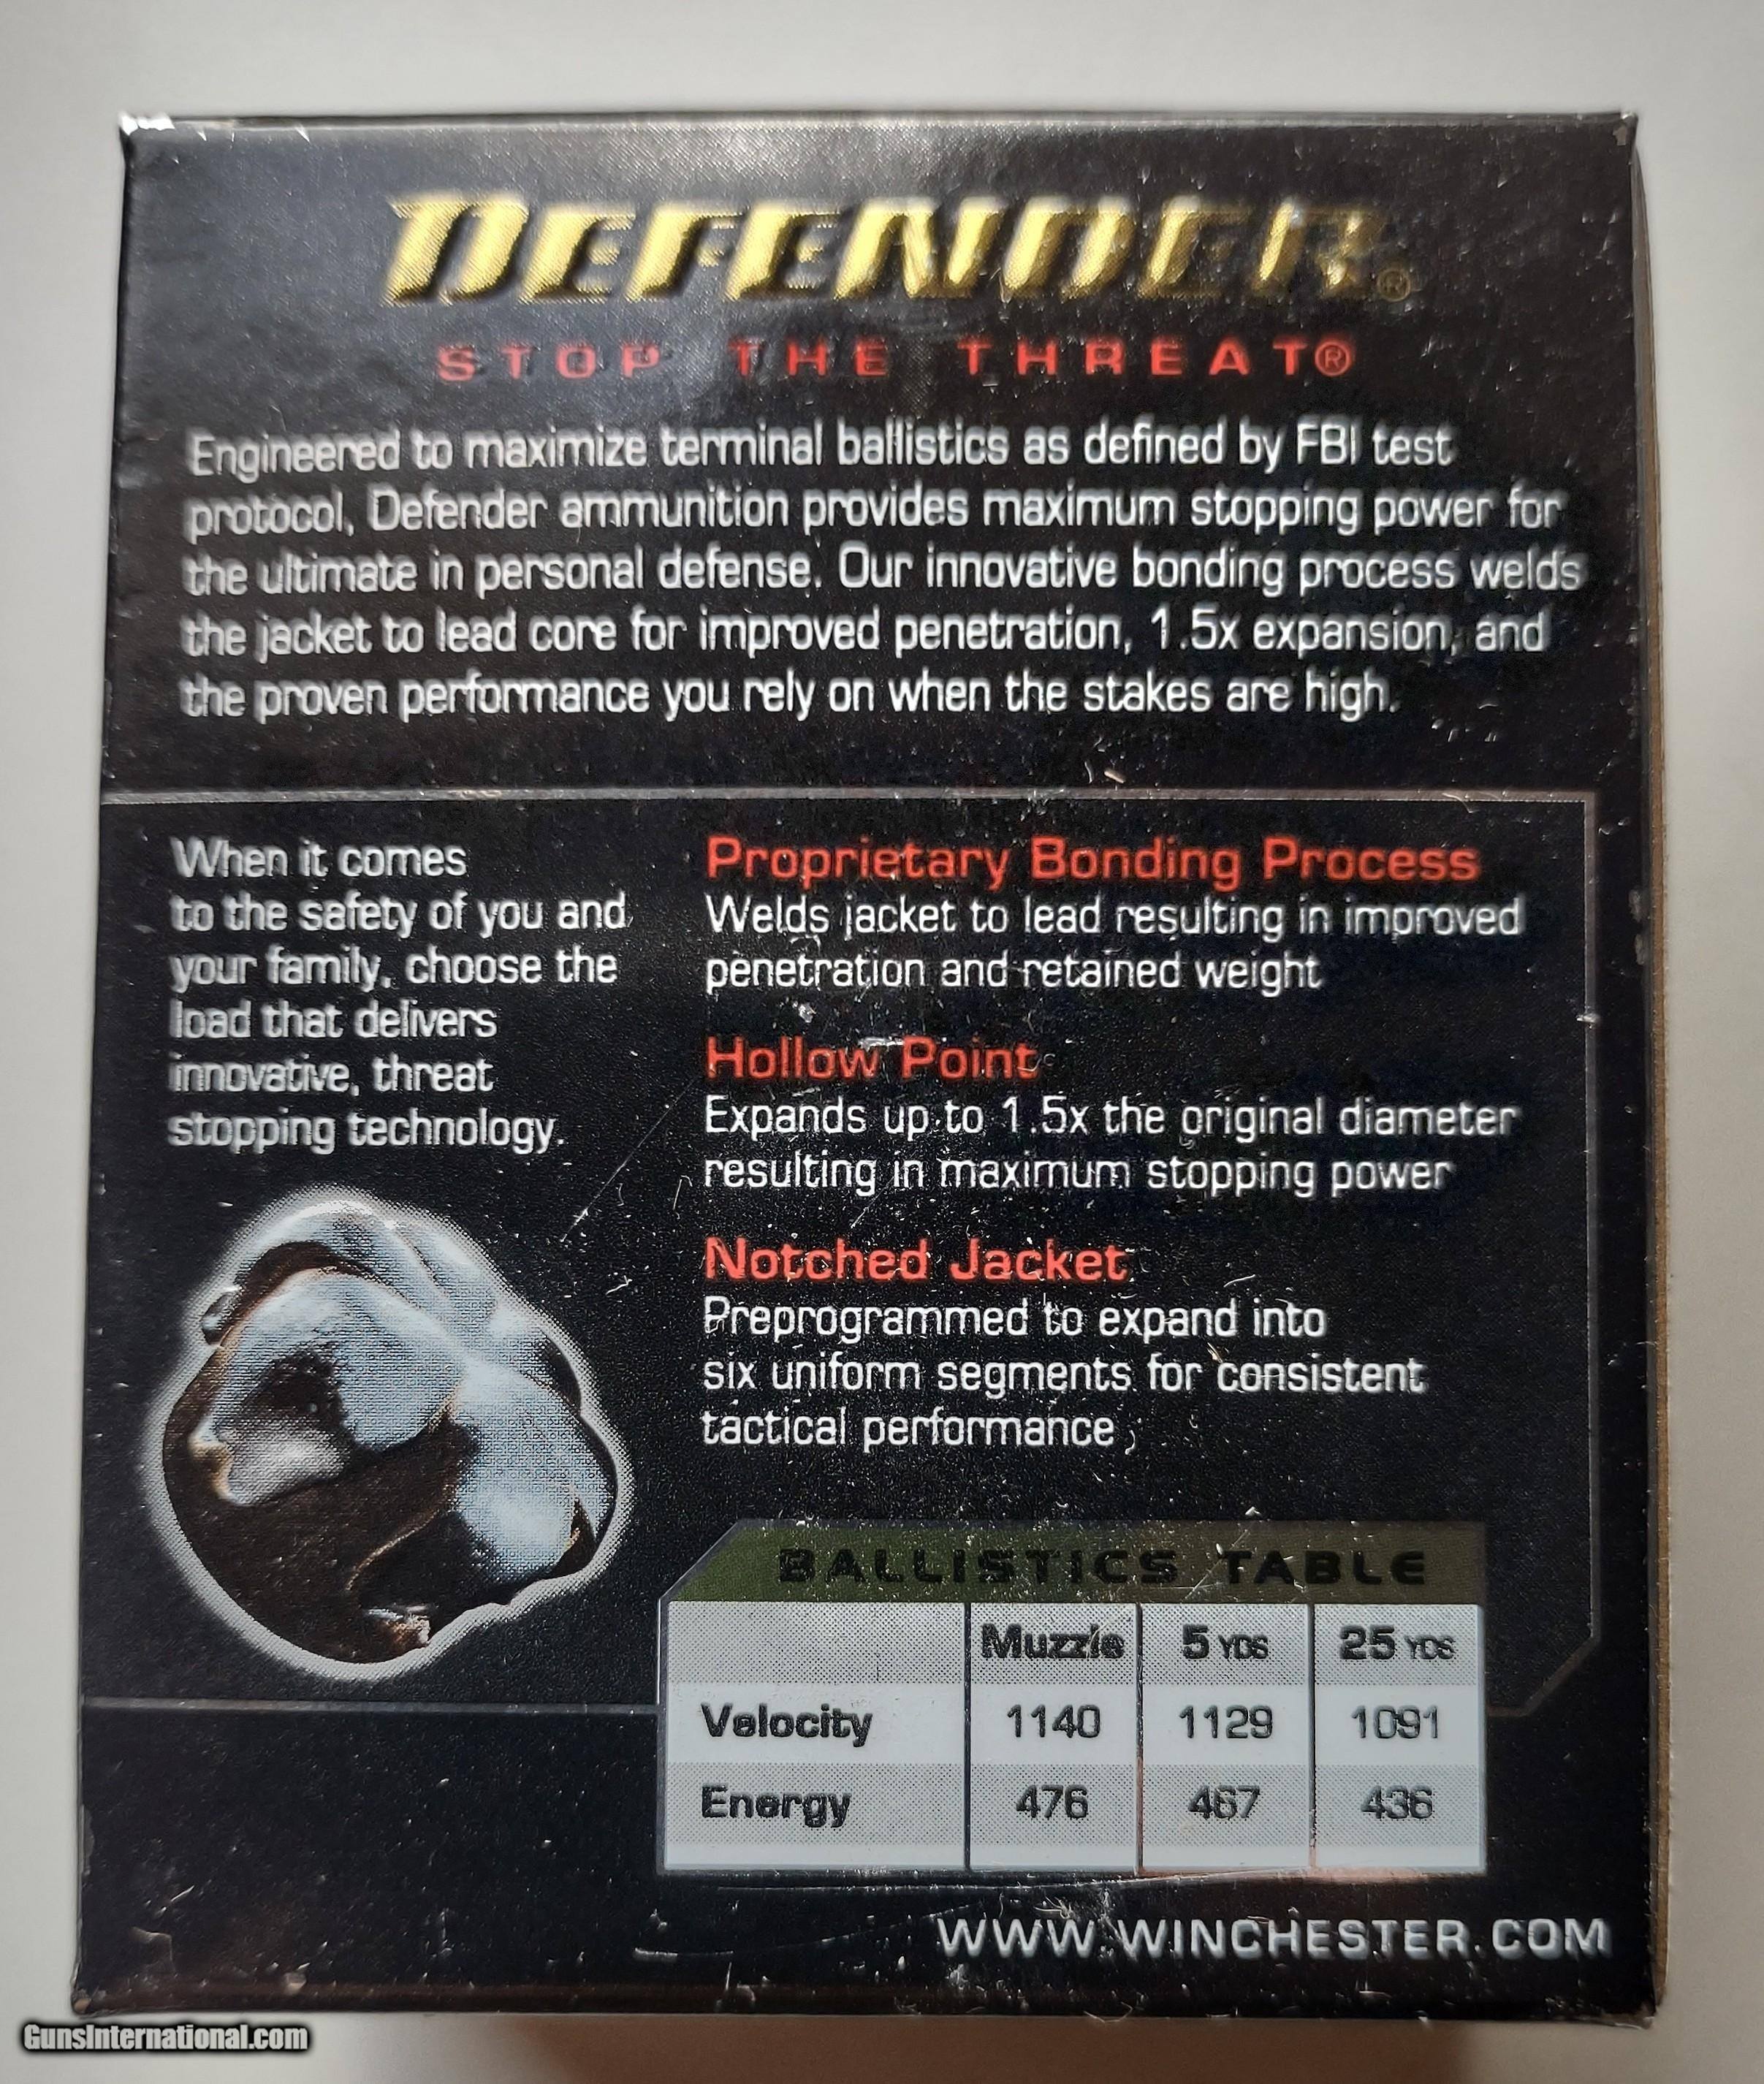 DEFENDER®
STOP THE THREAT®
Engineered to maximize terminal ballistics as defined by FBI test
protocol, Defender ammunition provides maximum stopping power for
the ultimate in personal defense. Our innovative bonding process welds
the jacket to lead core for improved penetration, 1.5x expansion, and
the proven performance you rely on when the stakes are high.
When it comes
to the safety of you and
your family, choose the
load that delivers
innovative, threat
stopping technology.
Proprietary Bonding Process
Welds jacket to lead resulting in improved
penetration and retained weight
Hollow Point
Expands up to 1.5x the original diameter
resulting in maximum stopping power
Notched Jacket
Preprogrammed to expand into
six uniform segments for consistent
tactical performance
BALLISTICS TABLE
Muzzle 5 YDS 25 YDS
Velocity 1140 1129 1091
Energy 476 467 436
WWW.WINCHESTER.COM
GunsInternational.com